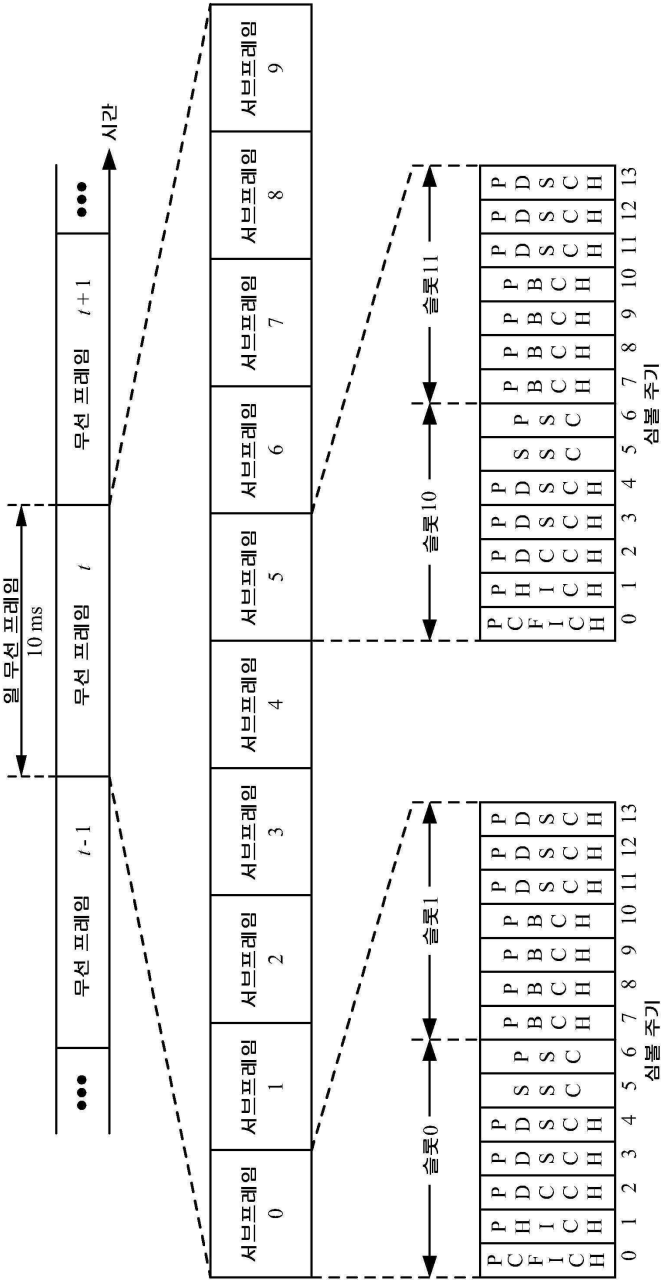 일 무선 프레임
10 ms
••• 무선 프레임 t-1 무선 프레임 t 무선 프레임 t+1 •••
시간
서브프레임 0
서브프레임 1
서브프레임 2
서브프레임 3
서브프레임 4
서브프레임 5
서브프레임 6
서브프레임 7
서브프레임 8
서브프레임 9
슬롯0 슬롯1
PCFICH PHICH PDCCH PDSCH PDSCH SSC PSC PBCH PBCH PBCH PBCH PDSCH PDSCH PDSCH
0 1 2 3 4 5 6 7 8 9 10 11 12 13
심볼 주기
슬롯10 슬롯11
PCFICH PHICH PDCCH PDSCH PDSCH SSC PSC PBCH PBCH PBCH PBCH PDSCH PDSCH PDSCH
0 1 2 3 4 5 6 7 8 9 10 11 12 13
심볼 주기